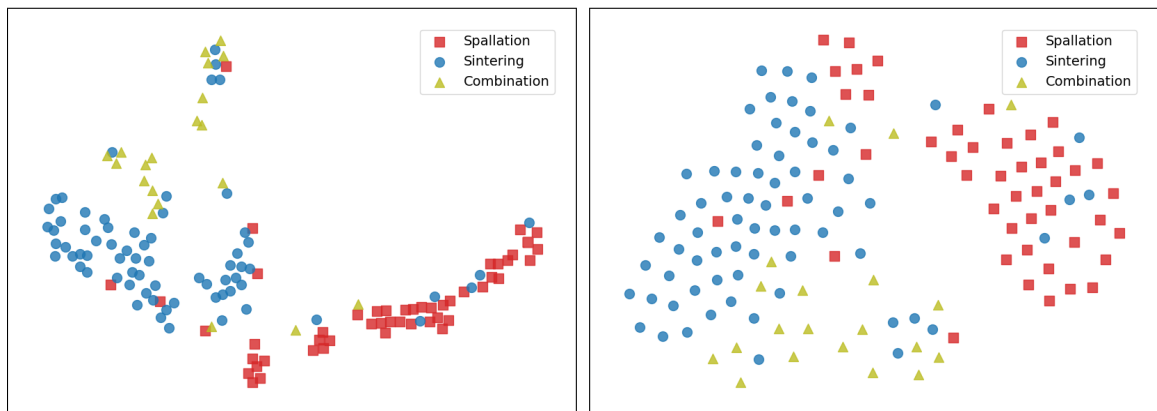 Spallation
Sintering
Combination
Spallation
Sintering
Combination